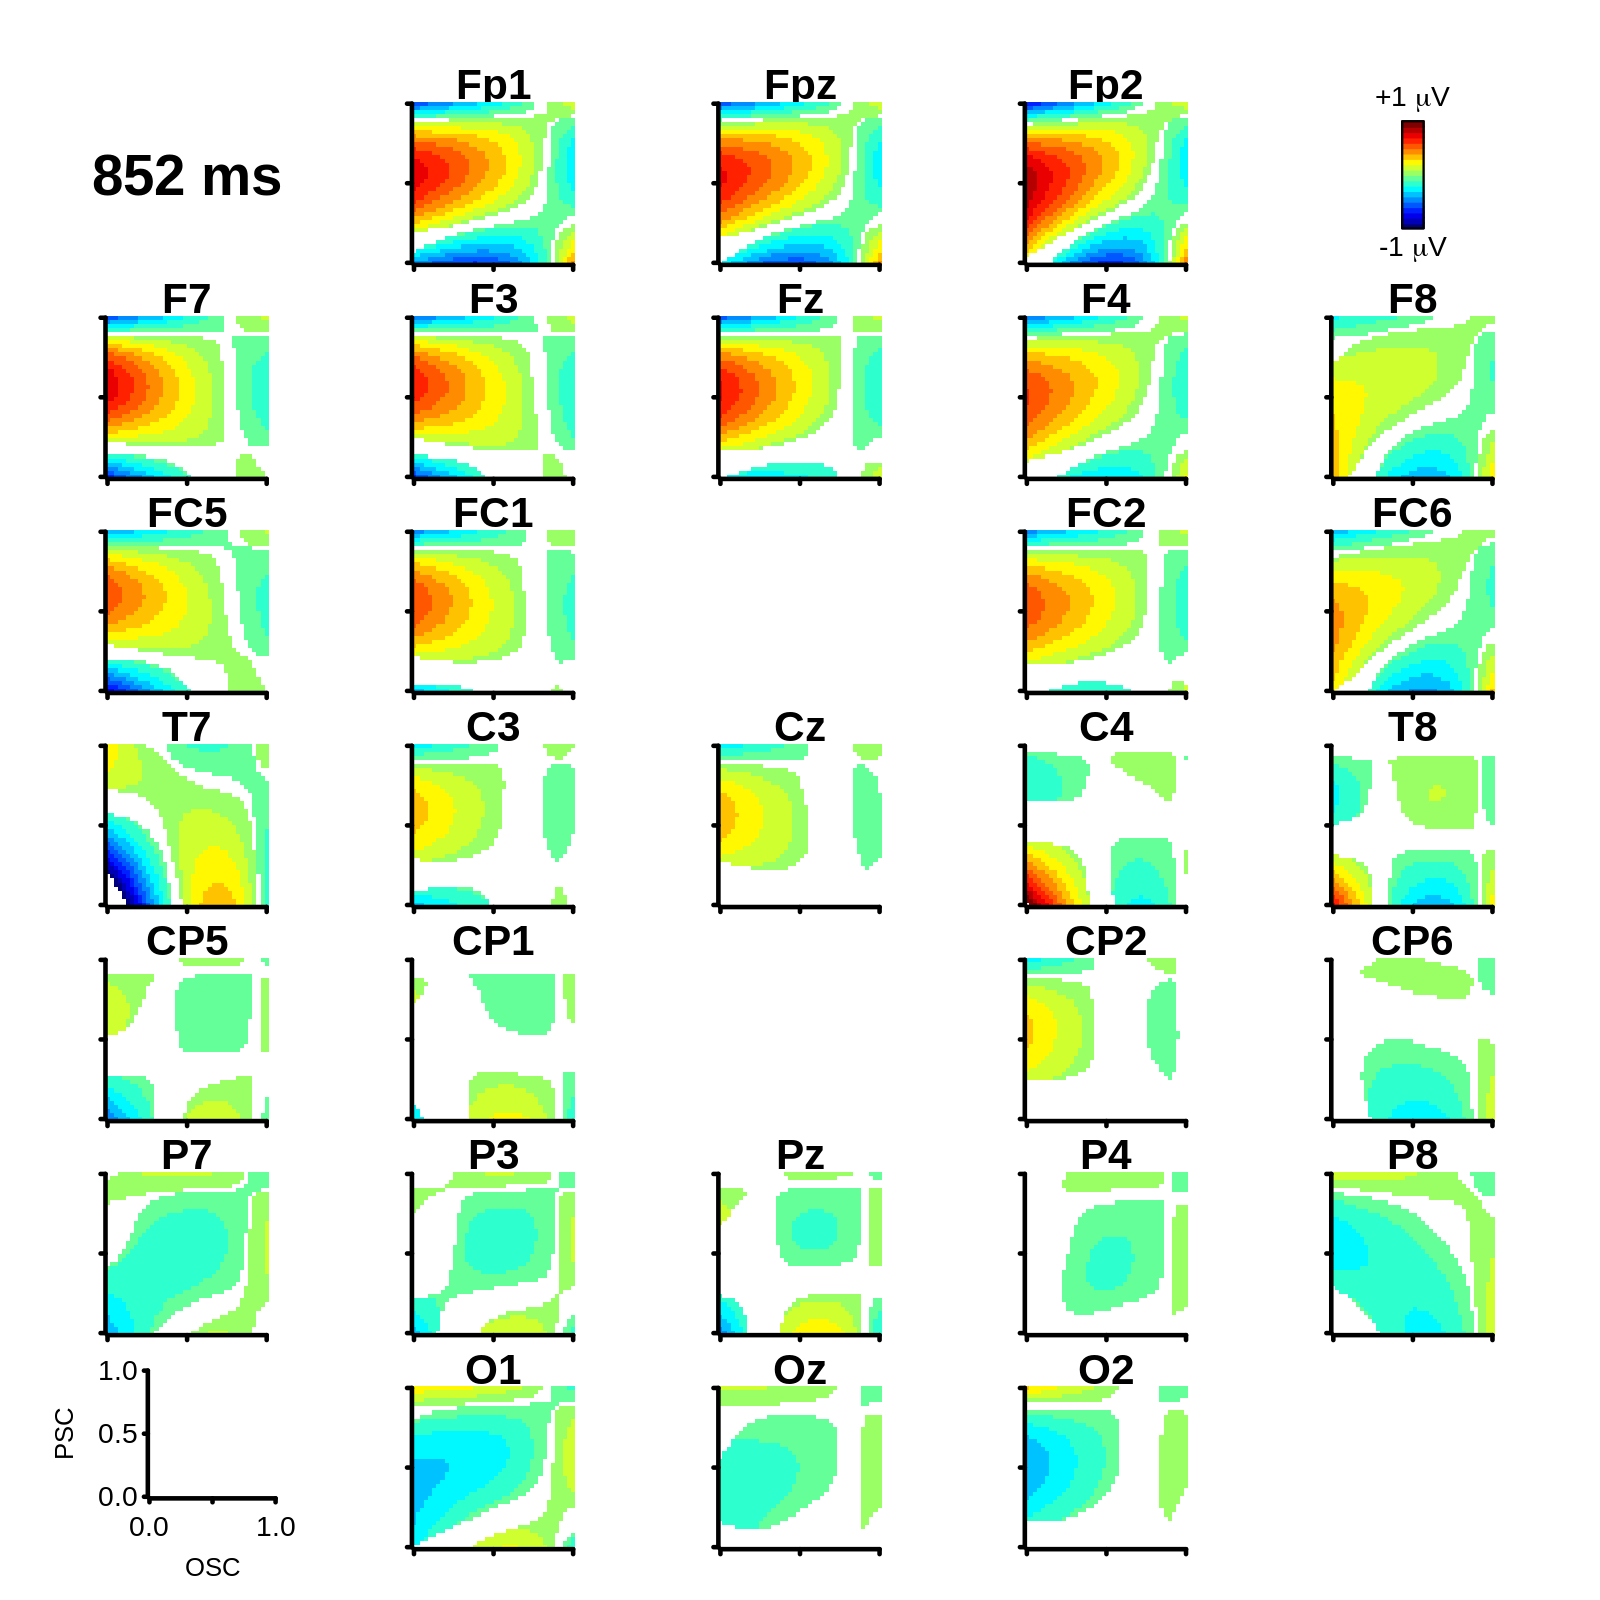 Fp1 Fpz Fp2
+1 μV
852 ms
-1 μV
F7 F3 Fz F4 F8
FC5 FC1 FC2 FC6
T7 C3 Cz C4 T8
CP5 CP1 CP2 CP6
P7 P3 Pz P4 P8
O1 Oz O2
1.0
PSC
0.5
0.0
0.0 1.0
OSC